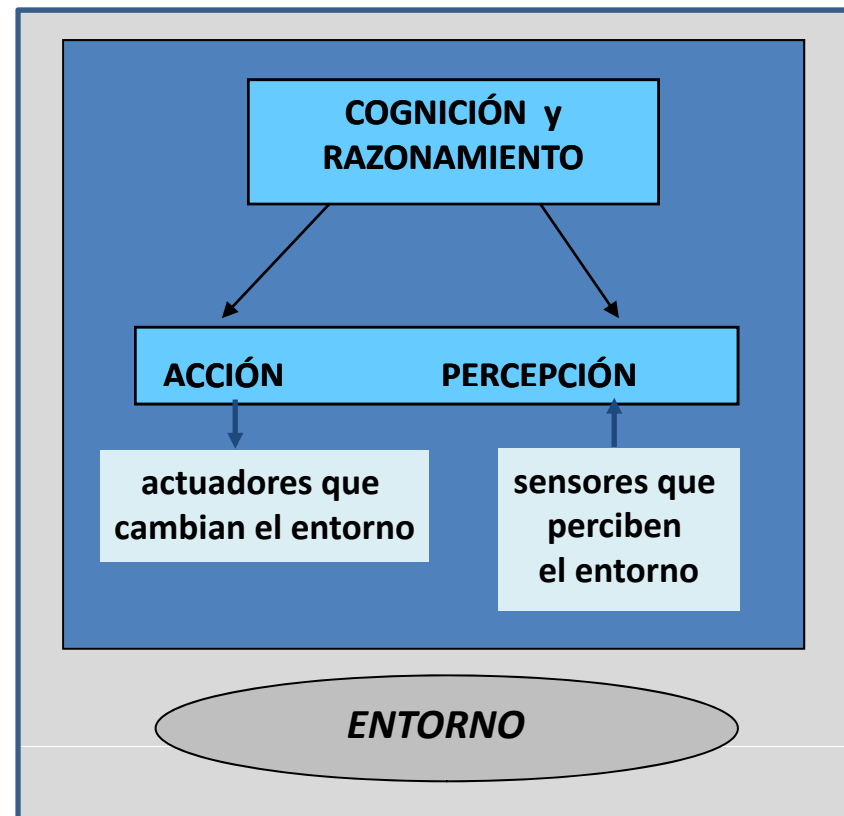 COGNICIÓN y
RAZONAMIENTO
ACCIÓN PERCEPCIÓN
actuadores que
cambian el entorno
sensores que
perciben
el entorno
ENTORNO